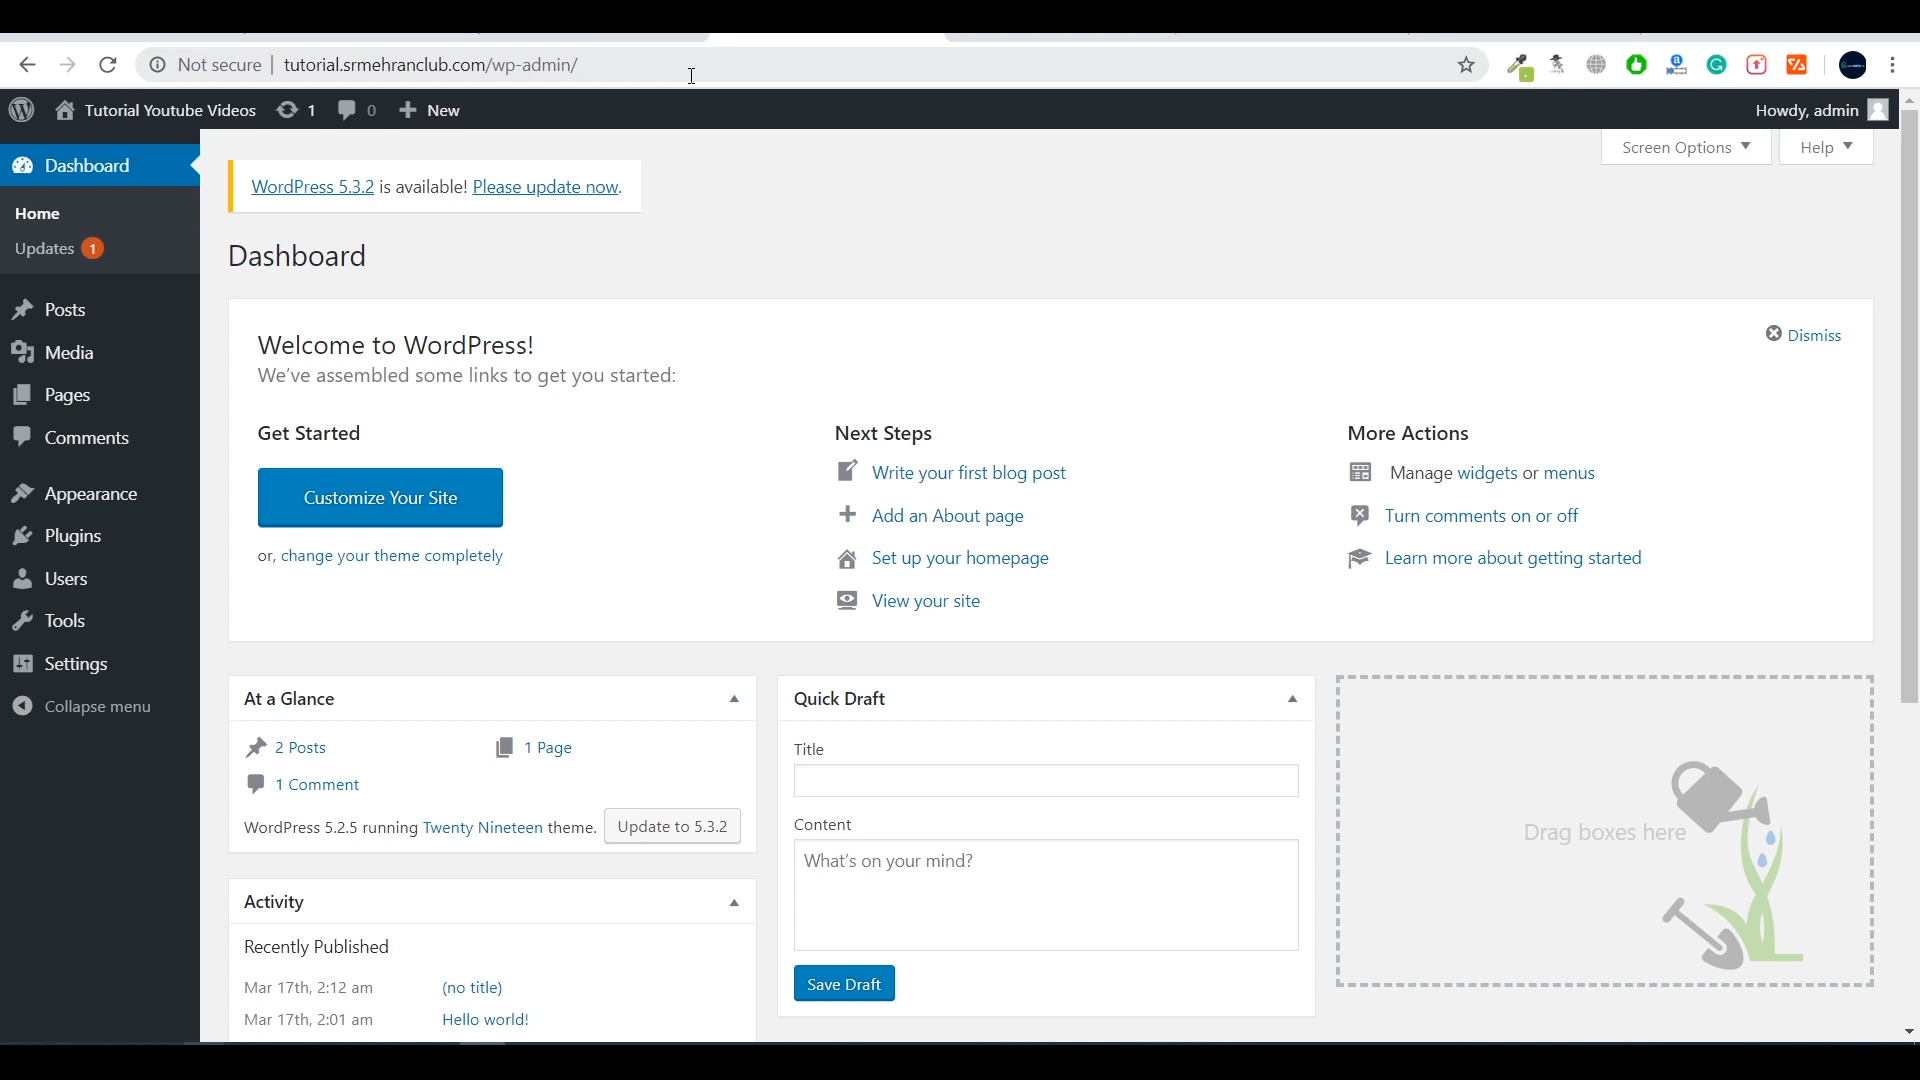 Not secure | tutorial.srmehranclub.com/wp-admin/
Tutorial Youtube Videos 1 0 + New Howdy, admin
Screen Options Help
Dashboard
Home
Updates 1
Posts
Media
Pages
Comments
Appearance
Plugins
Users
Tools
Settings
Collapse menu
WordPress 5.3.2 is available! Please update now.
Dashboard
Welcome to WordPress!
We've assembled some links to get you started:
Dismiss
Get Started
Customize Your Site
or, change your theme completely
Next Steps
Write your first blog post
Add an About page
Set up your homepage
View your site
More Actions
Manage widgets or menus
Turn comments on or off
Learn more about getting started
At a Glance
2 Posts 1 Page
1 Comment
WordPress 5.2.5 running Twenty Nineteen theme. Update to 5.3.2
Activity
Recently Published
Mar 17th, 2:12 am (no title)
Mar 17th, 2:01 am Hello world!
Quick Draft
Title
Content
What's on your mind?
Save Draft
Drag boxes here